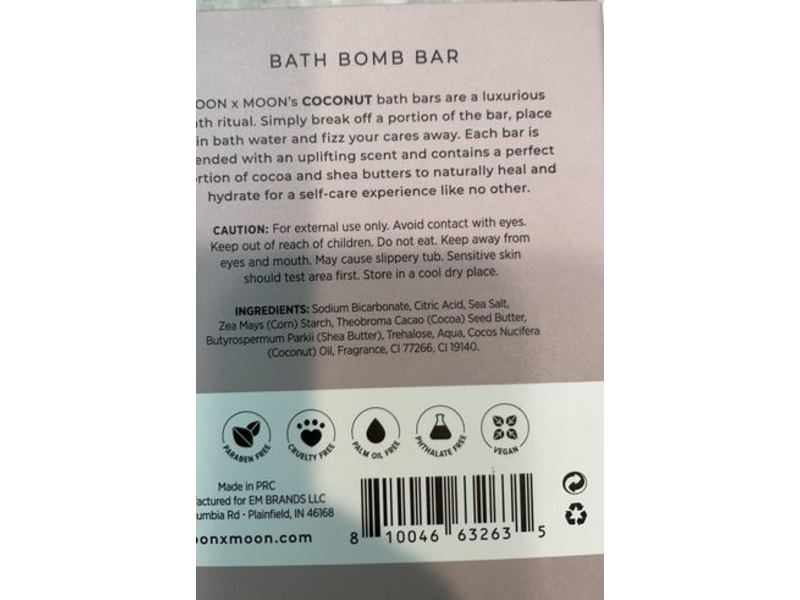 BATH BOMB BAR
OON x MOON's COCONUT bath bars are a luxurious
th ritual. Simply break off a portion of the bar, place
in bath water and fizz your cares away. Each bar is
ended with an uplifting scent and contains a perfect
rtion of cocoa and shea butters to naturally heal and
hydrate for a self-care experience like no other.
CAUTION: For external use only. Avoid contact with eyes.
Keep out of reach of children. Do not eat. Keep away from
eyes and mouth. May cause slippery tub. Sensitive skin
should test area first. Store in a cool dry place.
INGREDIENTS: Sodium Bicarbonate, Citric Acid, Sea Salt,
Zea Mays (Corn) Starch, Theobroma Cacao (Cocoa) Seed Butter,
Butyrospermum Parkii (Shea Butter), Trehalose, Aqua, Cocos Nucifera
(Coconut) Oil, Fragrance, CI 77266, CI 19140.
PARABEN FREE
CRUELTY FREE
PALM OIL FREE
PHTHALATE FREE
VEGAN
Made in PRC
factured for EM BRANDS LLC
umbia Rd • Plainfield, IN 46168
onxmoon.com
8 10046 63263 5